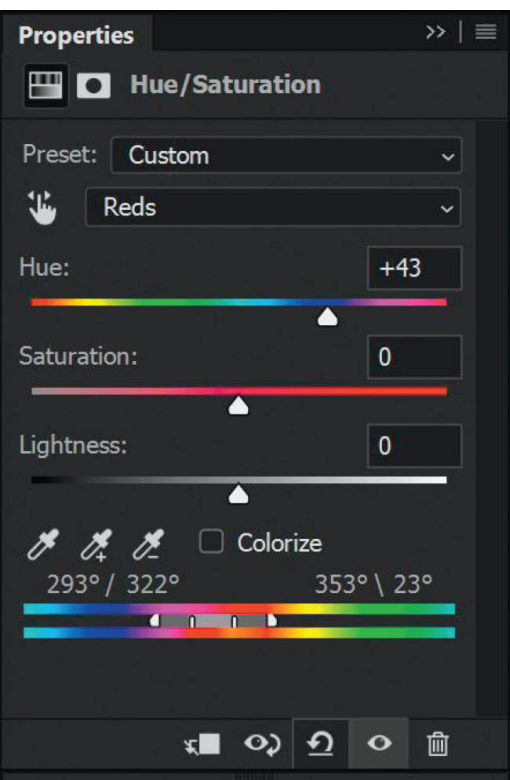 Properties
Hue/Saturation
Preset: Custom
Reds
Hue: +43
Saturation: 0
Lightness: 0
Colorize
293° / 322° 353° \ 23°